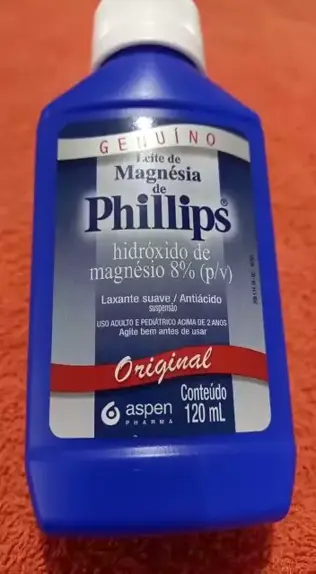 GENUÍNO
Leite de
Magnésia
de
Phillips®
hidróxido de
magnésio 8% (p/v)
Laxante suave / Antiácido
suspensão
USO ADULTO E PEDIÁTRICO ACIMA DE 2 ANOS
Agite bem antes de usar
Original
aspen
PHARMA
Conteúdo
120 mL